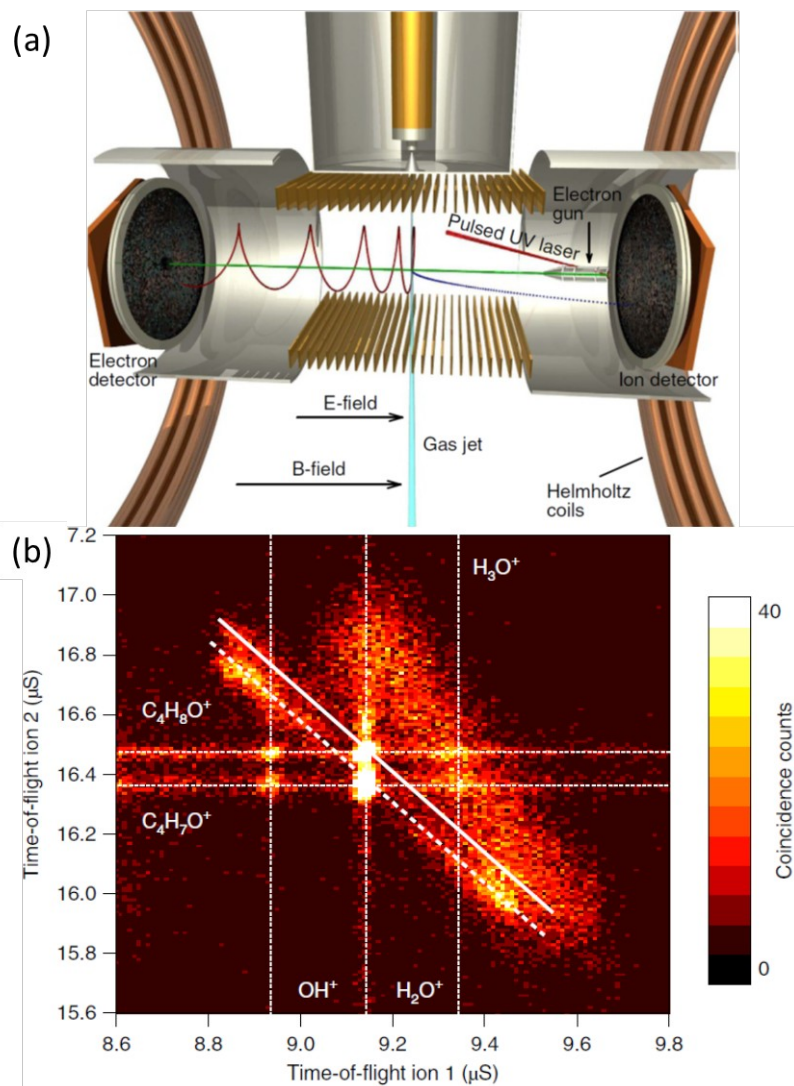 (a)
Electron
gun
Pulsed UV laser
Electron
detector
Ion detector
E-field
Gas jet
B-field
Helmholtz
coils
(b)
7.2
17.0
16.8
16.6
16.4
16.2
16.0
15.8
15.6
Time-of-flight ion 2 (μS)
H₃O⁺
C₄H₈O⁺
C₄H₇O⁺
OH⁺
H₂O⁺
8.6
8.8
9.0
9.2
9.4
9.6
9.8
Time-of-flight ion 1 (μS)
40
0
Coincidence counts